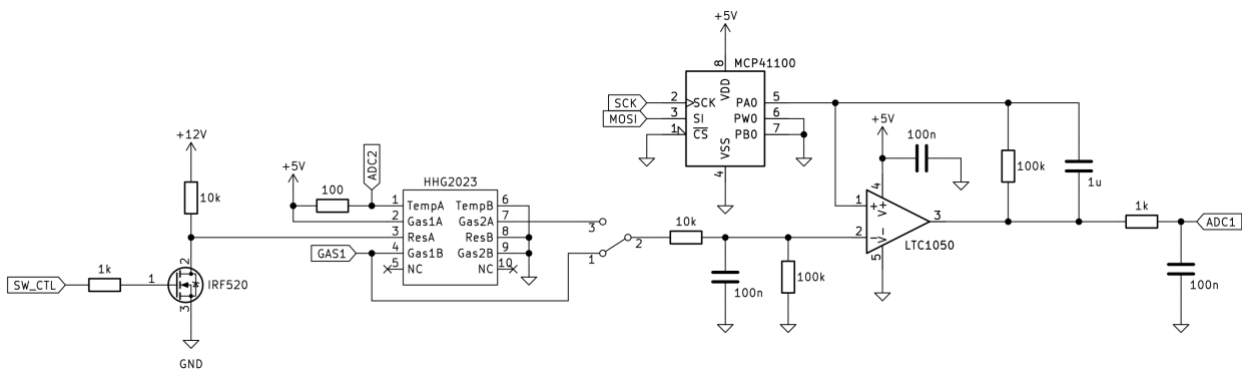 +5V
MCP41100
8
VDD
SCK 2 SCK PA0 5
MOSI 3 SI PW0 6
1 CS PB0 7
VSS
4
+12V
10k
+5V
100
ADC2
HHG2023
1 TempA TempB 6
2 Gas1A Gas2A 7
3 ResA ResB 8
GAS1 4 Gas1B Gas2B 9
5 NC NC 10
3
2
1
10k
100n
100k
+5V
100n
4
1 + V+ 3
2 - V-
5
LTC1050
100k
1u
1k
ADC1
100n
SW_CTL
1k
1
2
3
IRF520
GND